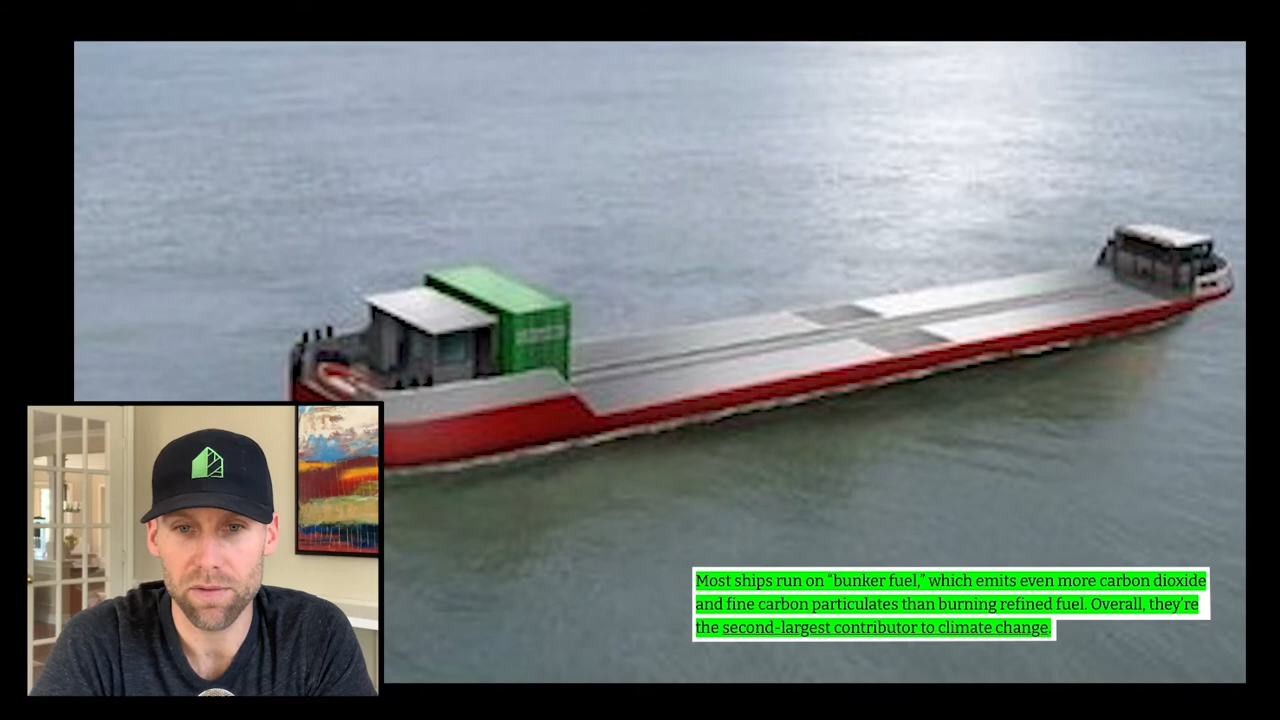 Most ships run on “bunker fuel,” which emits even more carbon dioxide
and fine carbon particulates than burning refined fuel. Overall, they’re
the second-largest contributor to climate change.